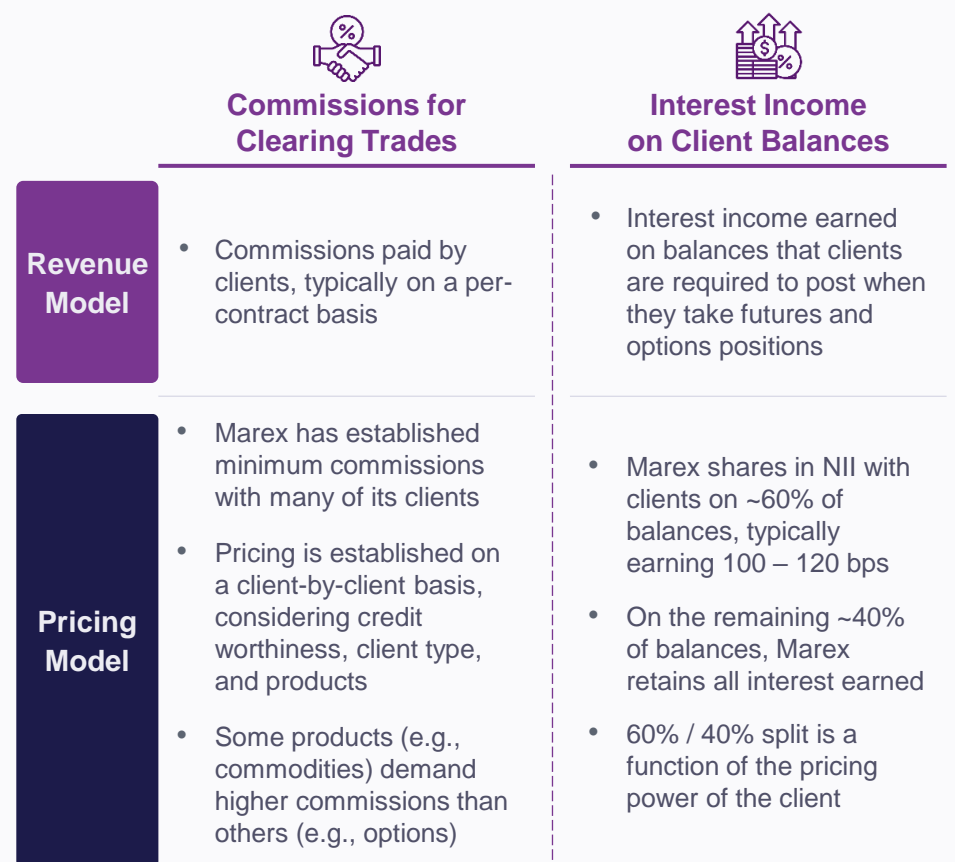 Commissions for
Clearing Trades
Interest Income
on Client Balances
Revenue
Model
• Commissions paid by
clients, typically on a per-
contract basis
• Interest income earned
on balances that clients
are required to post when
they take futures and
options positions
Pricing
Model
• Marex has established
minimum commissions
with many of its clients
• Pricing is established on
a client-by-client basis,
considering credit
worthiness, client type,
and products
• Some products (e.g.,
commodities) demand
higher commissions than
others (e.g., options)
• Marex shares in NII with
clients on ~60% of
balances, typically
earning 100 – 120 bps
• On the remaining ~40%
of balances, Marex
retains all interest earned
• 60% / 40% split is a
function of the pricing
power of the client